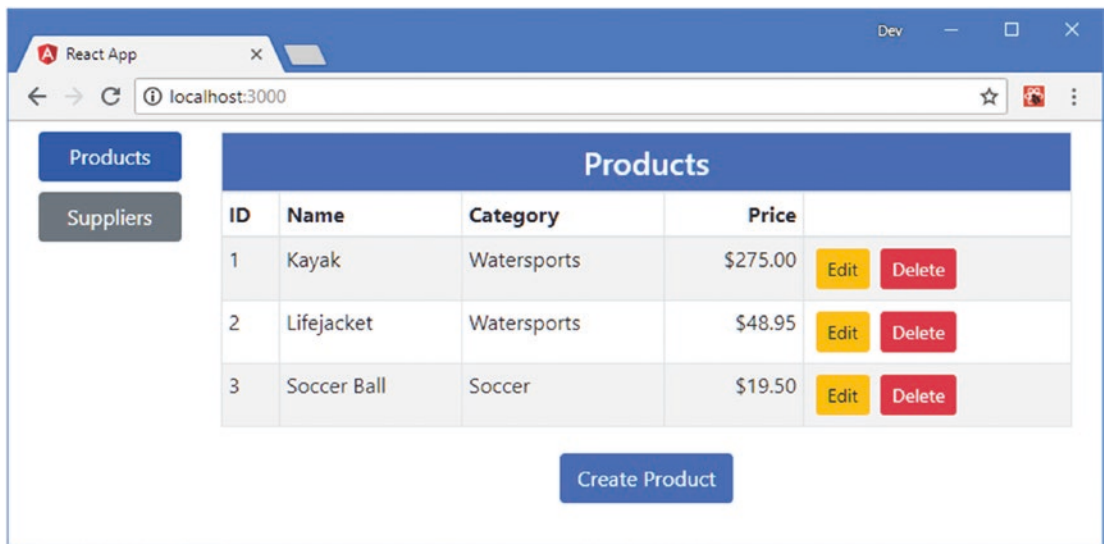 Dev
React App
localhost:3000
Products
Suppliers
Products
ID Name Category Price
1 Kayak Watersports $275.00 Edit Delete
2 Lifejacket Watersports $48.95 Edit Delete
3 Soccer Ball Soccer $19.50 Edit Delete
Create Product